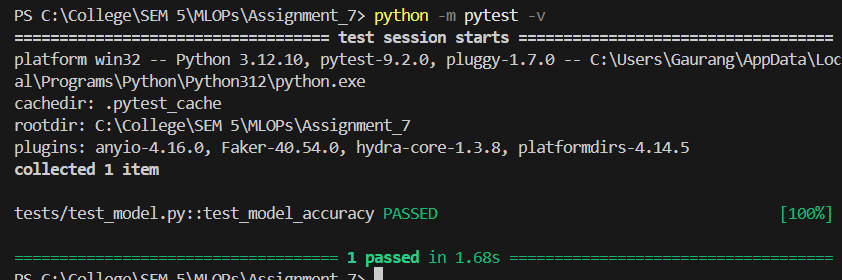 PS C:\College\SEM 5\MLOPs\Assignment_7> python -m pytest -v
=================================== test session starts ===================================
platform win32 -- Python 3.12.10, pytest-9.2.0, pluggy-1.7.0 -- C:\Users\Gaurang\AppData\Loc
al\Programs\Python\Python312\python.exe
cachedir: .pytest_cache
rootdir: C:\College\SEM 5\MLOPs\Assignment_7
plugins: anyio-4.16.0, Faker-40.54.0, hydra-core-1.3.8, platformdirs-4.14.5
collected 1 item
tests/test_model.py::test_model_accuracy PASSED [100%]
==================================== 1 passed in 1.68s ====================================
PS C:\College\SEM 5\MLOPs\Assignment_7>